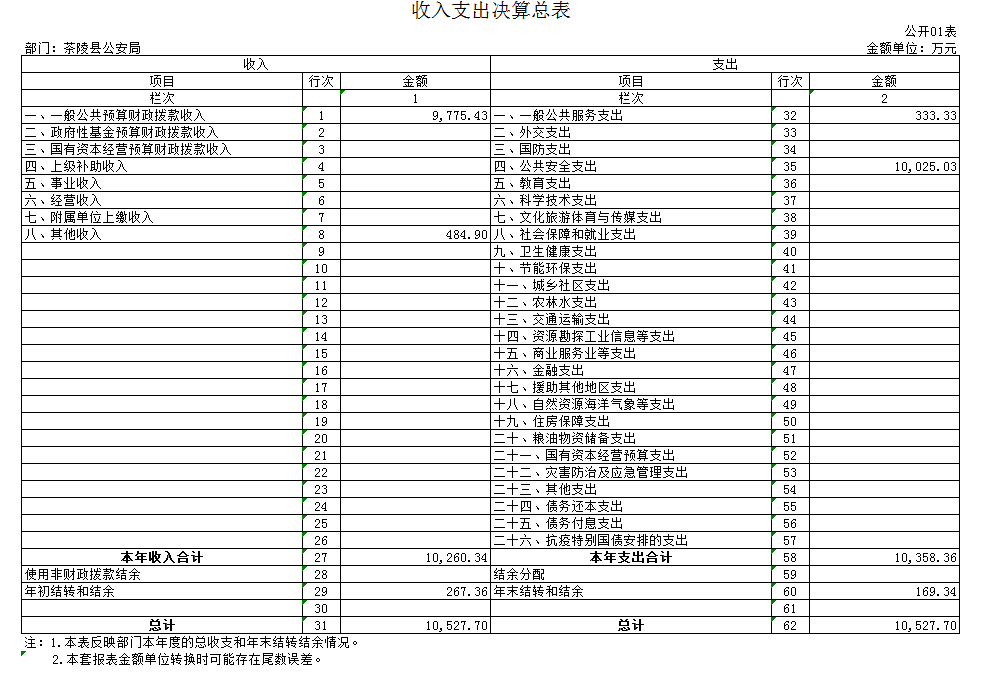 收入支出决算总表
公开01表
部门：茶陵县公安局 金额单位：万元
收入 支出
项目 行次 金额 项目 行次 金额
栏次 1 栏次 2
一、一般公共预算财政拨款收入 1 9,775.43 一、一般公共服务支出 32 333.33
二、政府性基金预算财政拨款收入 2 二、外交支出 33
三、国有资本经营预算财政拨款收入 3 三、国防支出 34
四、上级补助收入 4 四、公共安全支出 35 10,025.03
五、事业收入 5 五、教育支出 36
六、经营收入 6 六、科学技术支出 37
七、附属单位上缴收入 7 七、文化旅游体育与传媒支出 38
八、其他收入 8 484.90 八、社会保障和就业支出 39
9 九、卫生健康支出 40
10 十、节能环保支出 41
11 十一、城乡社区支出 42
12 十二、农林水支出 43
13 十三、交通运输支出 44
14 十四、资源勘探工业信息等支出 45
15 十五、商业服务业等支出 46
16 十六、金融支出 47
17 十七、援助其他地区支出 48
18 十八、自然资源海洋气象等支出 49
19 十九、住房保障支出 50
20 二十、粮油物资储备支出 51
21 二十一、国有资本经营预算支出 52
22 二十二、灾害防治及应急管理支出 53
23 二十三、其他支出 54
24 二十四、债务还本支出 55
25 二十五、债务付息支出 56
26 二十六、抗疫特别国债安排的支出 57
本年收入合计 27 10,260.34 本年支出合计 58 10,358.36
使用非财政拨款结余 28 结余分配 59
年初结转和结余 29 267.36 年末结转和结余 60 169.34
30 61
总计 31 10,527.70 总计 62 10,527.70
注：1.本表反映部门本年度的总收支和年末结转结余情况。
2.本套报表金额单位转换时可能存在尾数误差。